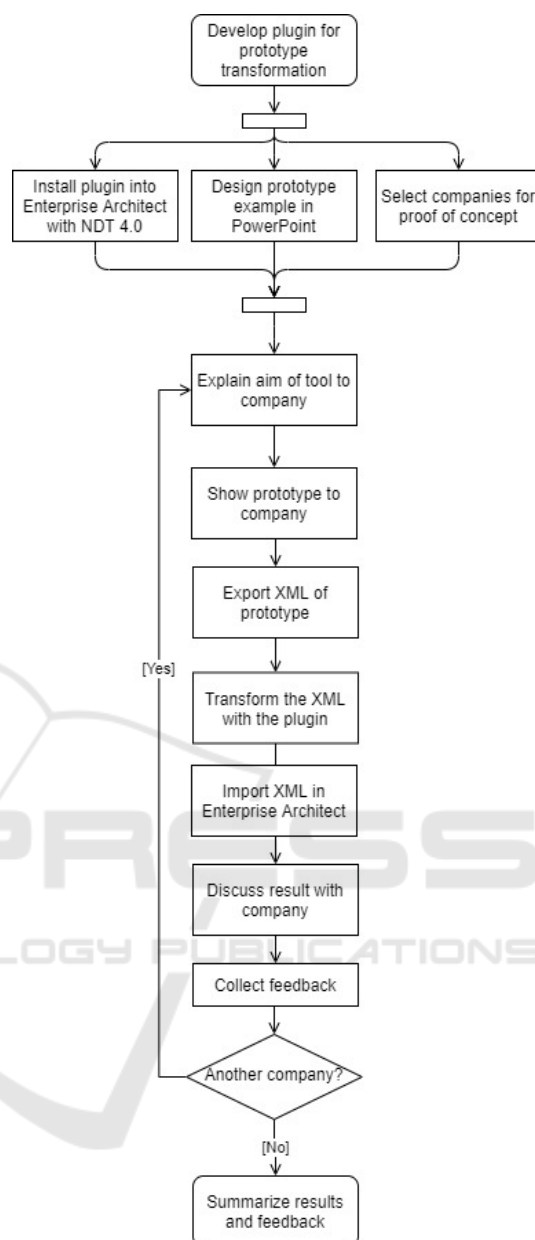 Develop plugin for
prototype
transformation
Install plugin into
Enterprise Architect
with NDT 4.0
Design prototype
example in
PowerPoint
Select companies for
proof of concept
Explain aim of tool to
company
Show prototype to
company
Export XML of
prototype
[Yes]
Transform the XML
with the plugin
Import XML in
Enterprise Architect
PRESS
Discuss result with
company
LOGY PUBLICATIONS
Collect feedback
Another company?
[No]
Summarize results
and feedback